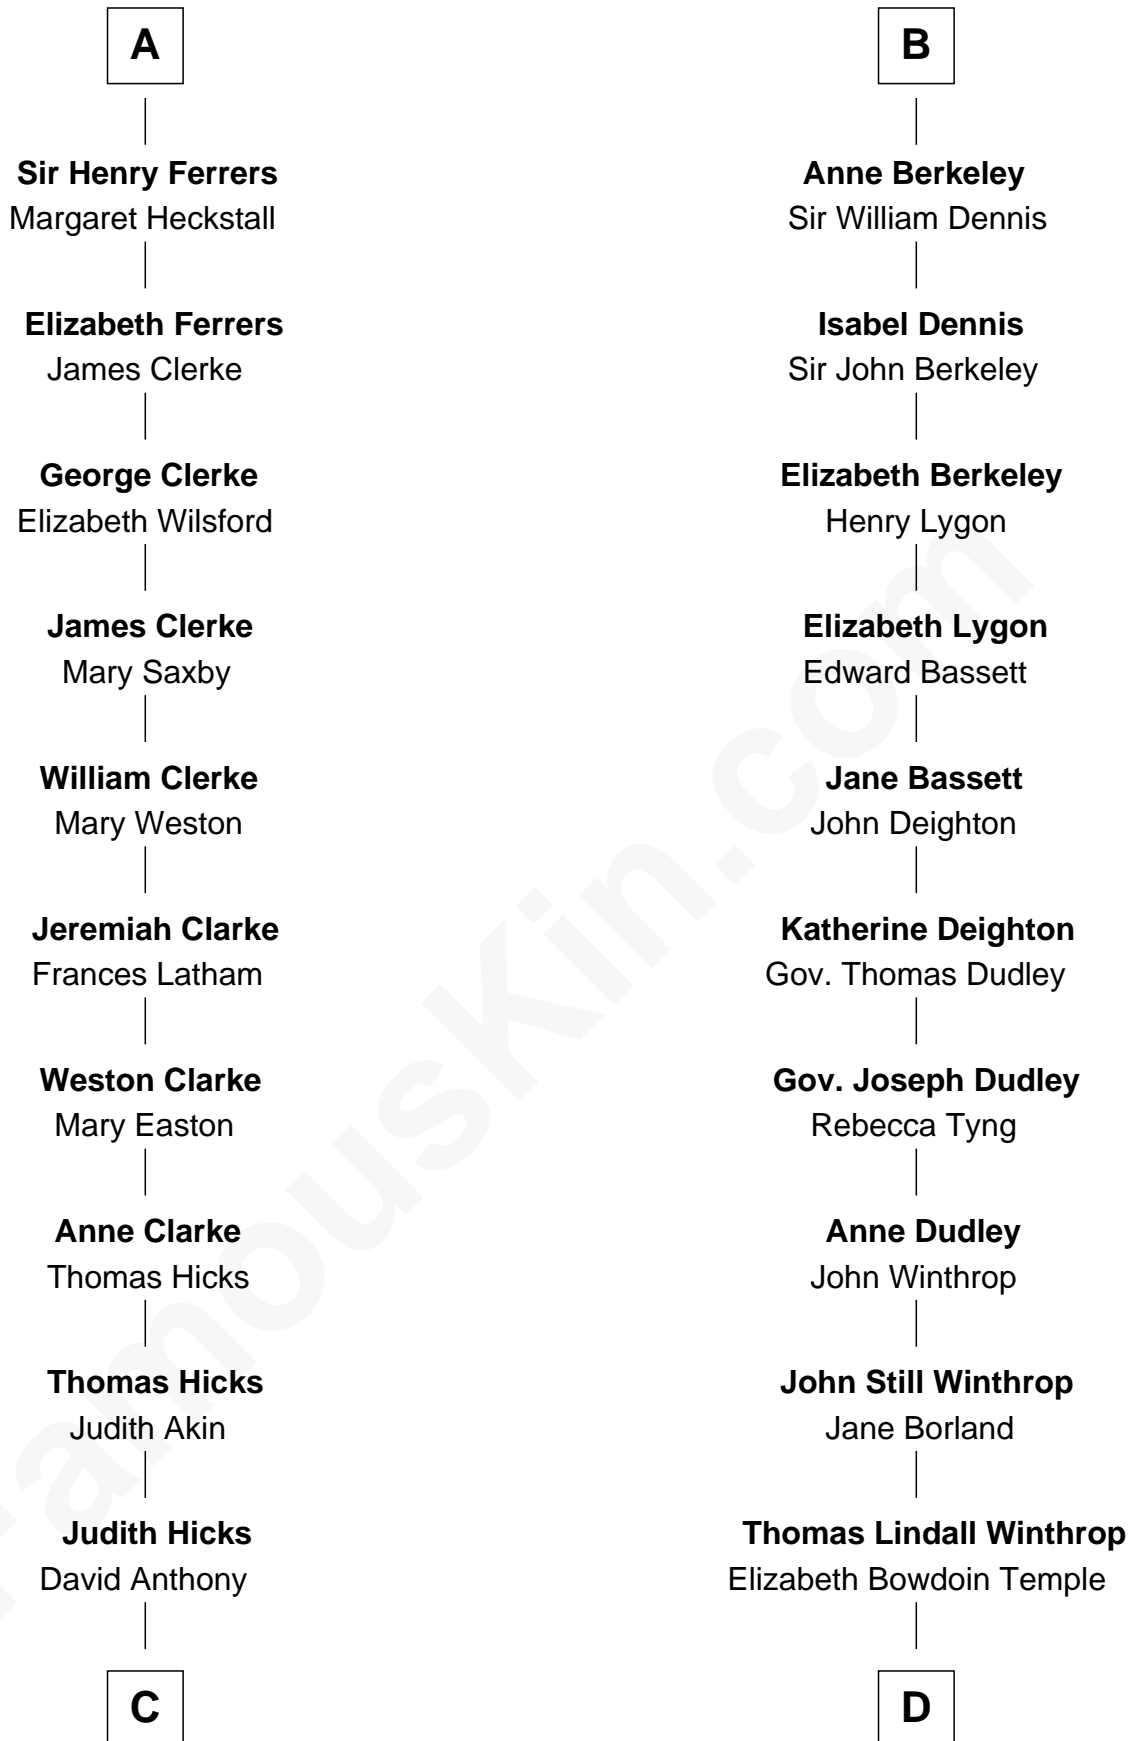 A
Sir Henry Ferrers
Margaret Heckstall
Elizabeth Ferrers
James Clerke
George Clerke
Elizabeth Wilsford
James Clerke
Mary Saxby
William Clerke
Mary Weston
Jeremiah Clarke
Frances Latham
Weston Clarke
Mary Easton
Anne Clarke
Thomas Hicks
Thomas Hicks
Judith Akin
Judith Hicks
David Anthony
C
B
Anne Berkeley
Sir William Dennis
Isabel Dennis
Sir John Berkeley
Elizabeth Berkeley
Henry Lygon
Elizabeth Lygon
Edward Bassett
Jane Bassett
John Deighton
Katherine Deighton
Gov. Thomas Dudley
Gov. Joseph Dudley
Rebecca Tyng
Anne Dudley
John Winthrop
John Still Winthrop
Jane Borland
Thomas Lindall Winthrop
Elizabeth Bowdoin Temple
D
FamousKin.com